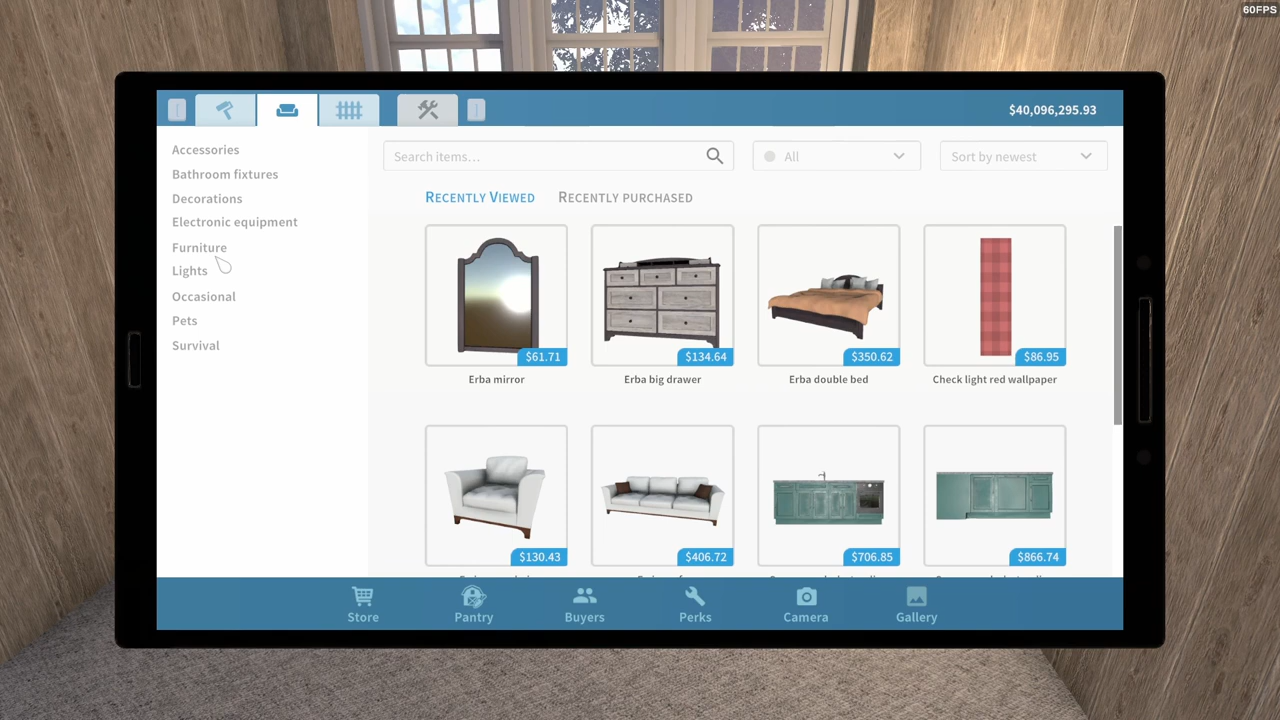 60FPS
$40,096,295.93
Accessories
Bathroom fixtures
Decorations
Electronic equipment
Furniture
Lights
Occasional
Pets
Survival
Search items…
All
Sort by newest
RECENTLY VIEWED
RECENTLY PURCHASED
$61.71
$134.64
$350.62
$86.95
Erba mirror
Erba big drawer
Erba double bed
Check light red wallpaper
$130.43
$406.72
$706.85
$866.74
Store
Pantry
Buyers
Perks
Camera
Gallery